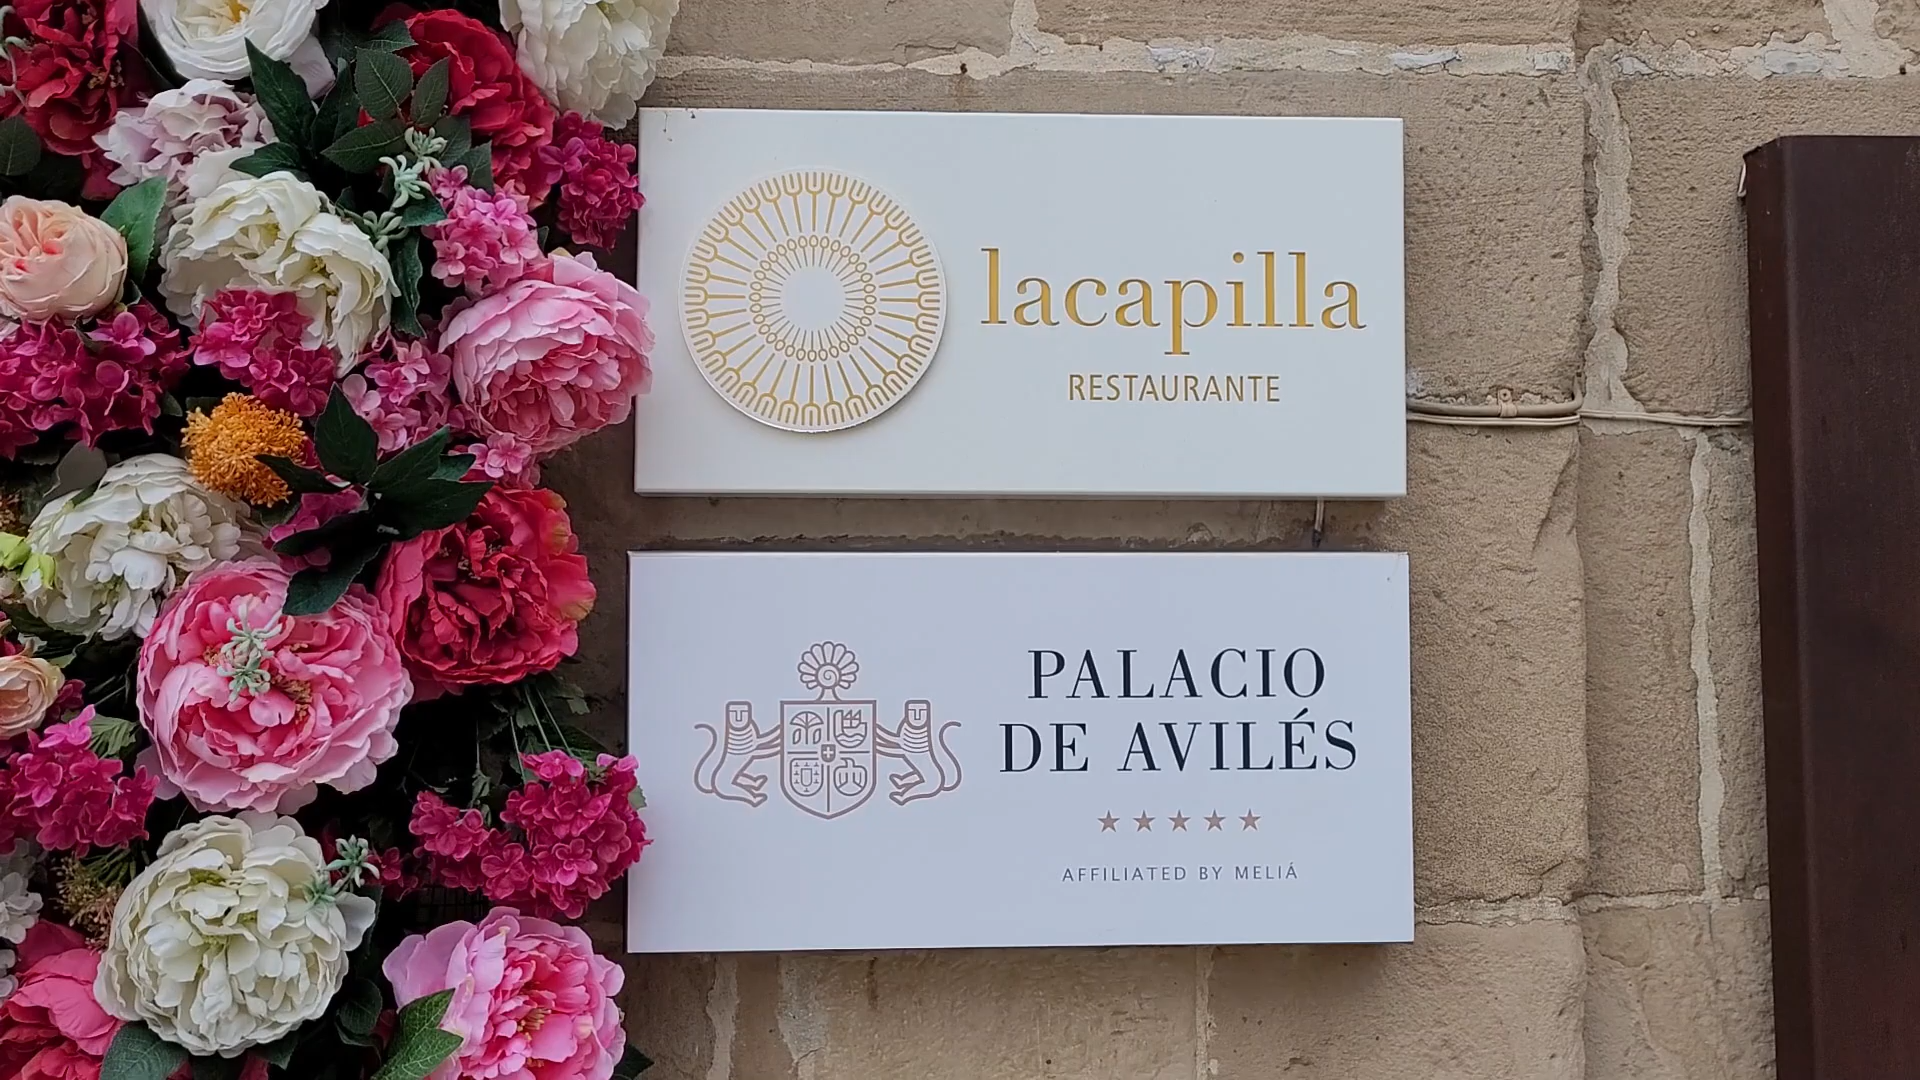 lacapilla
RESTAURANTE
PALACIO
DE AVILÉS
★★★★★
AFFILIATED BY MELIÁ